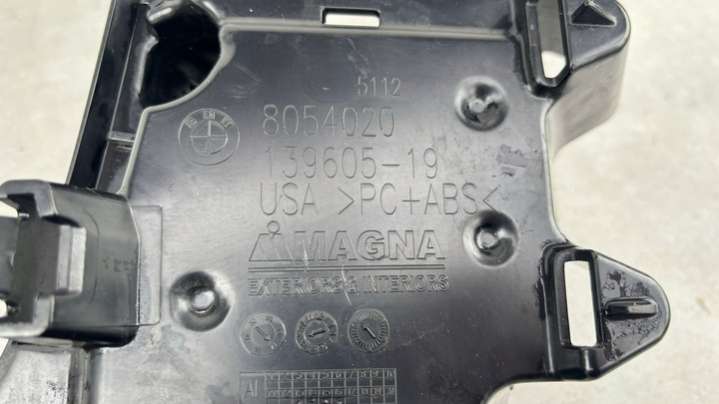 5112
8054020
139605-19
USA >PC+ABS<
MAGNA
EXTERIORS & INTERIORS